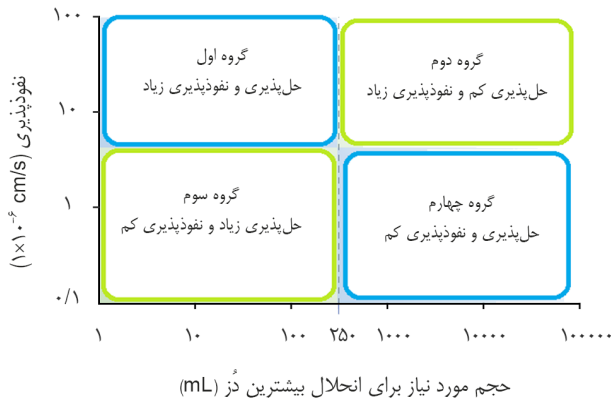 نفوذپذیری (۱×۱۰⁻⁶ cm/s)
۱۰۰
۱۰
۱
۰/۱
گروه اول
حل‌پذیری و نفوذپذیری زیاد
گروه دوم
حل‌پذیری کم و نفوذپذیری زیاد
گروه سوم
حل‌پذیری زیاد و نفوذپذیری کم
گروه چهارم
حل‌پذیری و نفوذپذیری کم
۱ ۱۰ ۱۰۰ ۲۵۰ ۱۰۰۰ ۱۰۰۰۰ ۱۰۰۰۰۰
حجم مورد نیاز برای انحلال بیشترین دُز (mL)